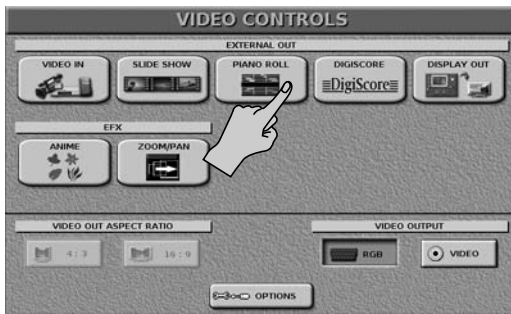 VIDEO CONTROLS
EXTERNAL OUT
VIDEO IN
SLIDE SHOW
PIANO ROLL
DIGISCORE
DISPLAY OUT
DigiScore
EFX
ANIME
ZOOM/PAN
VIDEO OUT ASPECT RATIO
VIDEO OUTPUT
4:3
16:9
RGB
VIDEO
OPTIONS